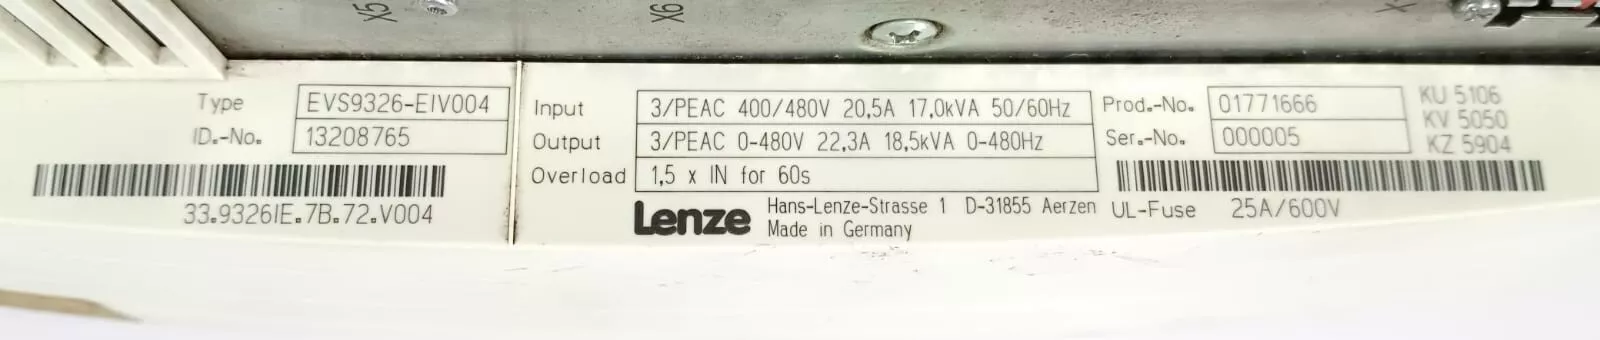 X5
X6
X
Type EVS9326-EIV004
ID.-No. 13208765
33.9326IE.7B.72.V004
Input 3/PEAC 400/480V 20,5A 17,0kVA 50/60Hz
Output 3/PEAC 0-480V 22,3A 18,5kVA 0-480Hz
Overload 1,5 x IN for 60s
Lenze
Hans-Lenze-Strasse 1 D-31855 Aerzen
Made in Germany
Prod.-No. 01771666
Ser.-No. 000005
KU 5106
KV 5050
KZ 5904
UL-Fuse 25A/600V